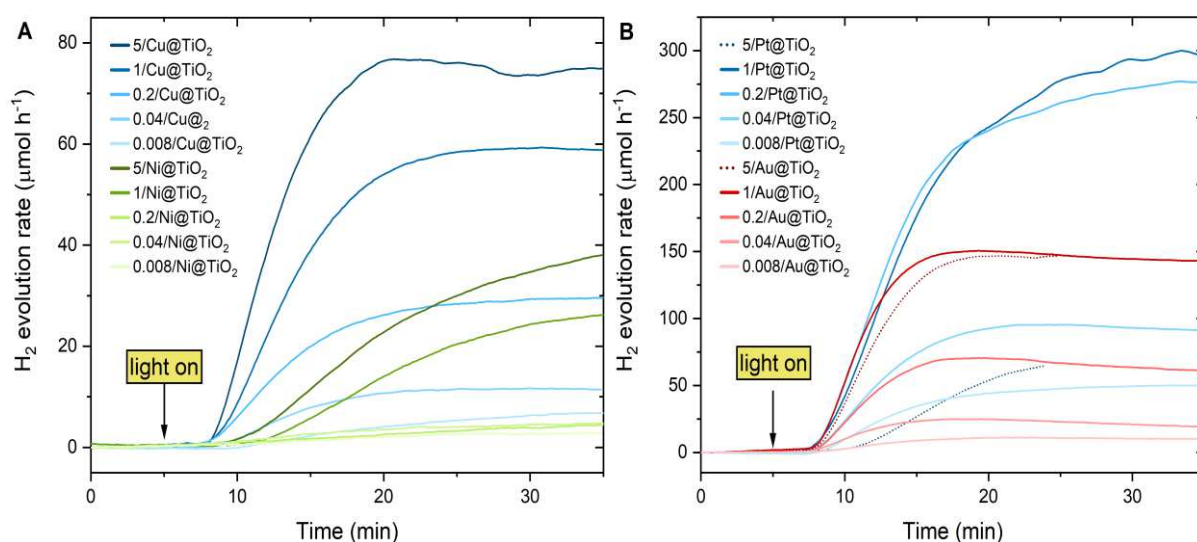 A
5/Cu@TiO₂
1/Cu@TiO₂
0.2/Cu@TiO₂
0.04/Cu@₂
0.008/Cu@TiO₂
5/Ni@TiO₂
1/Ni@TiO₂
0.2/Ni@TiO₂
0.04/Ni@TiO₂
0.008/Ni@TiO₂
light on
H₂ evolution rate (μmol h⁻¹)
80
60
40
20
0
0 10 20 30
Time (min)
B
5/Pt@TiO₂
1/Pt@TiO₂
0.2/Pt@TiO₂
0.04/Pt@TiO₂
0.008/Pt@TiO₂
5/Au@TiO₂
1/Au@TiO₂
0.2/Au@TiO₂
0.04/Au@TiO₂
0.008/Au@TiO₂
light on
H₂ evolution rate (μmol h⁻¹)
300
250
200
150
100
50
0
0 10 20 30
Time (min)